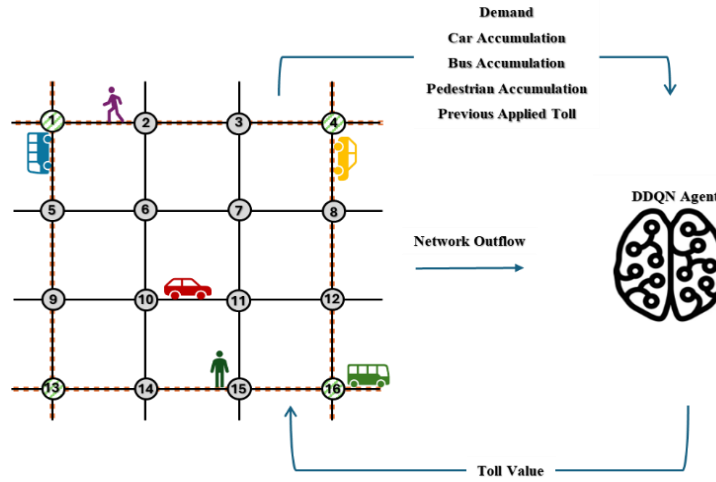 Demand
Car Accumulation
Bus Accumulation
Pedestrian Accumulation
Previous Applied Toll
1 2 3 4
5 6 7 8
9 10 11 12
13 14 15 16
DDQN Agent
Network Outflow
Toll Value